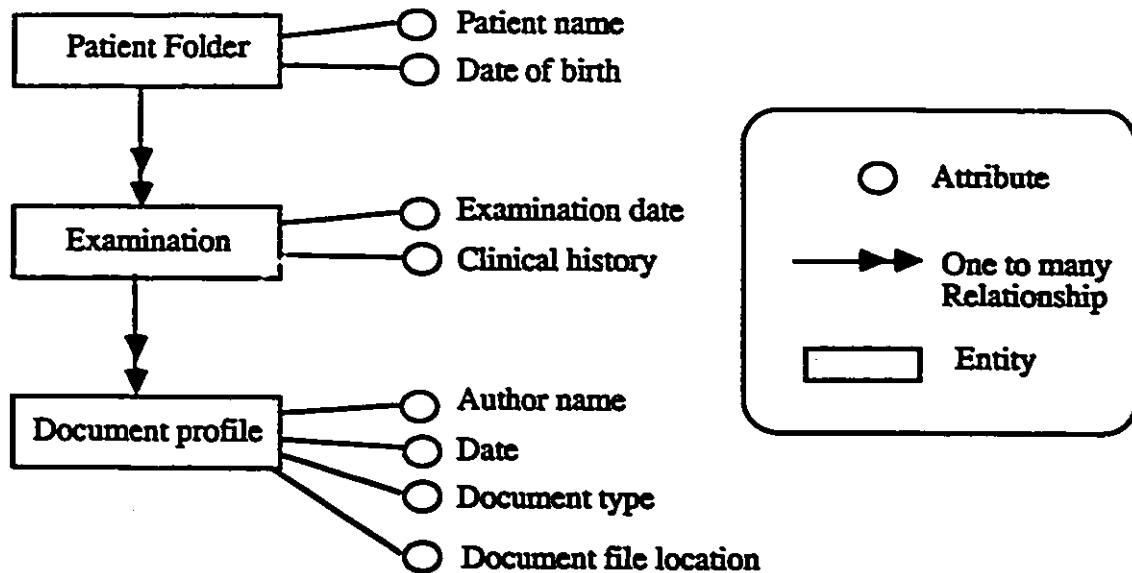 Patient Folder
Patient name
Date of birth
Examination
Examination date
Clinical history
Document profile
Author name
Date
Document type
Document file location
Attribute
One to many
Relationship
Entity